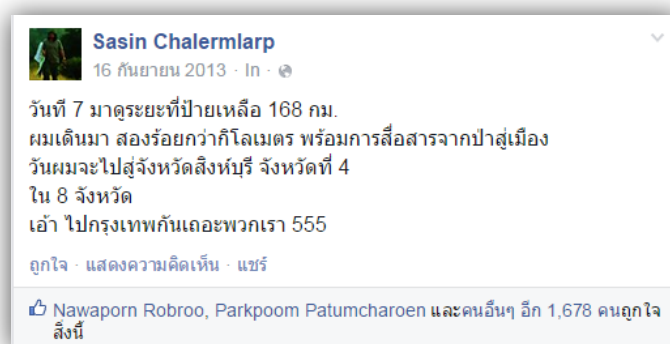 Sasin Chalermlarp
16 กันยายน 2013 · In ·
วันที่ 7 มาดูระยะที่ป้ายเหลือ 168 กม.
ผมเดินมา สองร้อยกว่ากิโลเมตร พร้อมการสื่อสารจากป่าสู่เมือง
วันผมจะไปสู่จังหวัดสิงห์บุรี จังหวัดที่ 4
ใน 8 จังหวัด
เอ้า ไปกรุงเทพกันเถอะพวกเรา 555
ถูกใจ · แสดงความคิดเห็น · แชร์
Nawaporn Robroo, Parkpoom Patumcharoen และคนอื่นๆ อีก 1,678 คนถูกใจ
สิ่งนี้